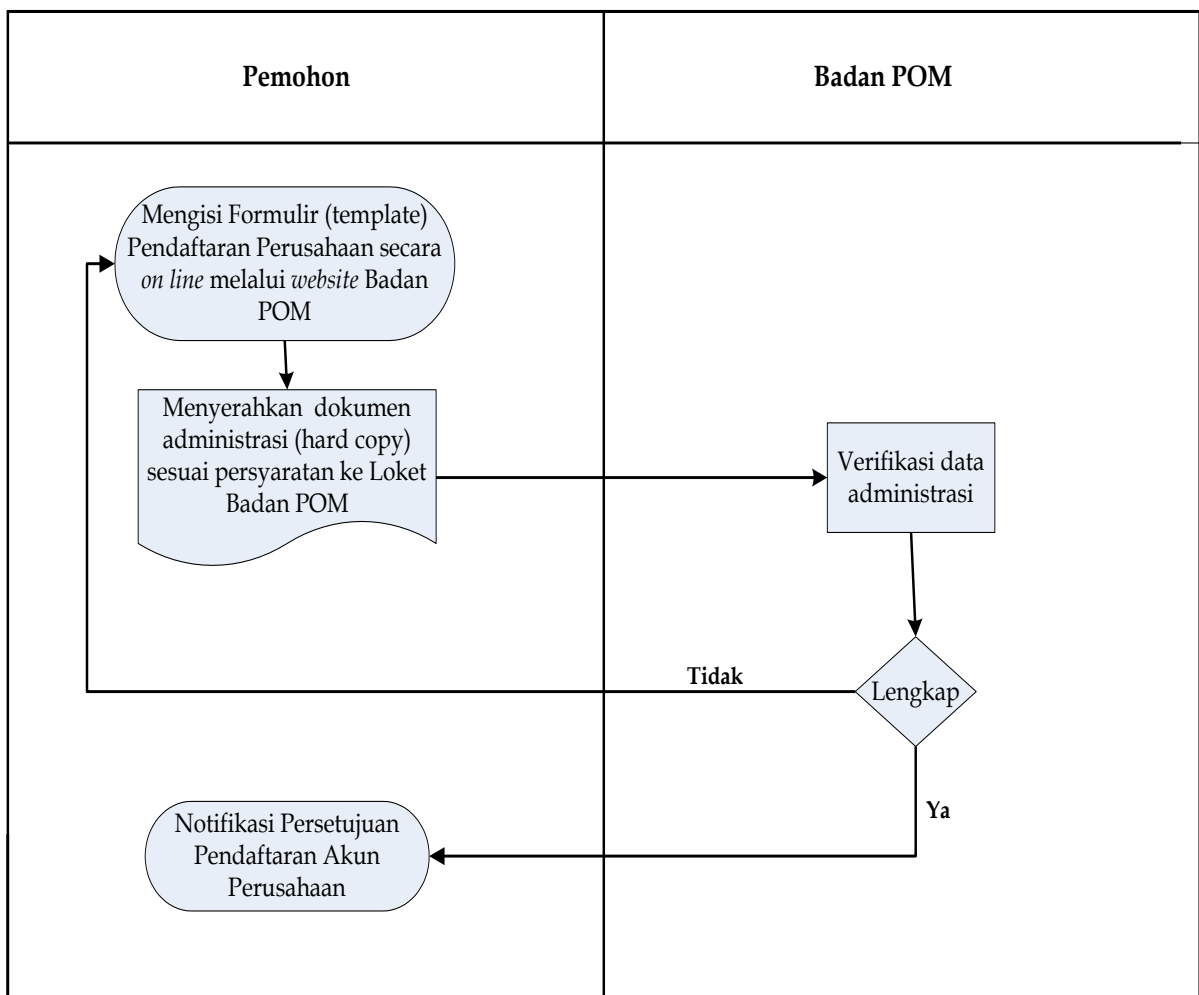 Pemohon
Badan POM
Mengisi Formulir (template)
Pendaftaran Perusahaan secara
on line melalui website Badan
POM
Menyerahkan dokumen
administrasi (hard copy)
sesuai persyaratan ke Loket
Badan POM
Verifikasi data
administrasi
Lengkap
Tidak
Ya
Notifikasi Persetujuan
Pendaftaran Akun
Perusahaan